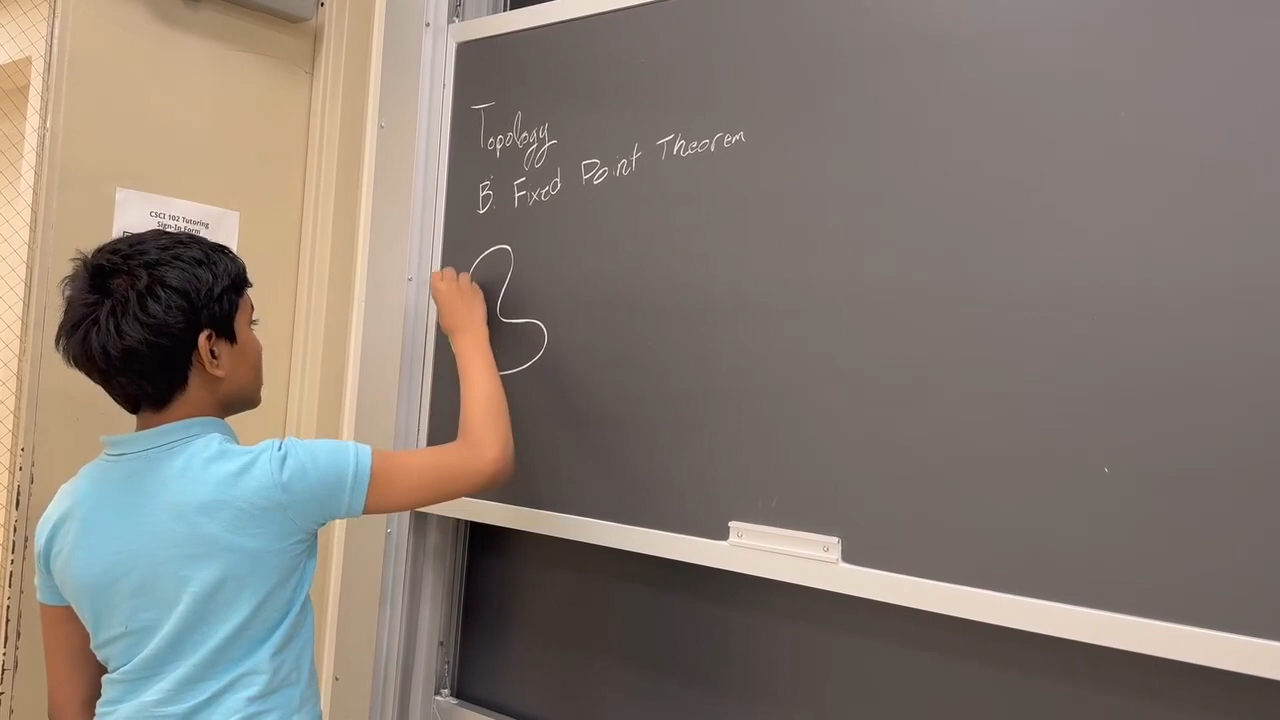 CSCI 102 Tutoring
Sign-In Form
Topology
B. Fixed Point Theorem